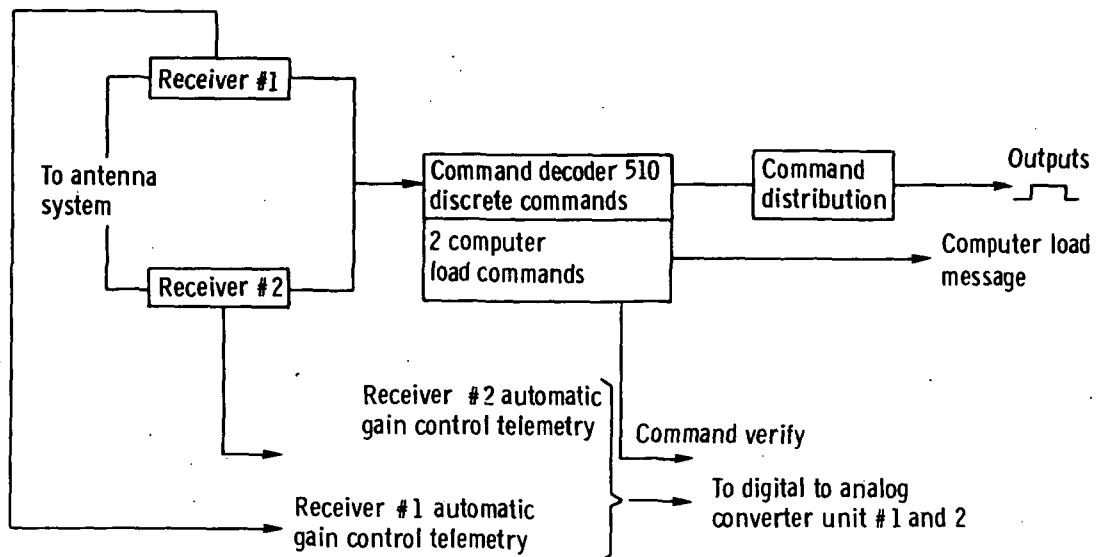 Receiver #1
To antenna
system
Receiver #2
Command decoder 510
discrete commands
2 computer
load commands
Command
distribution
Outputs
Computer load
message
Receiver #2 automatic
gain control telemetry
Command verify
Receiver #1 automatic
gain control telemetry
To digital to analog
converter unit #1 and 2